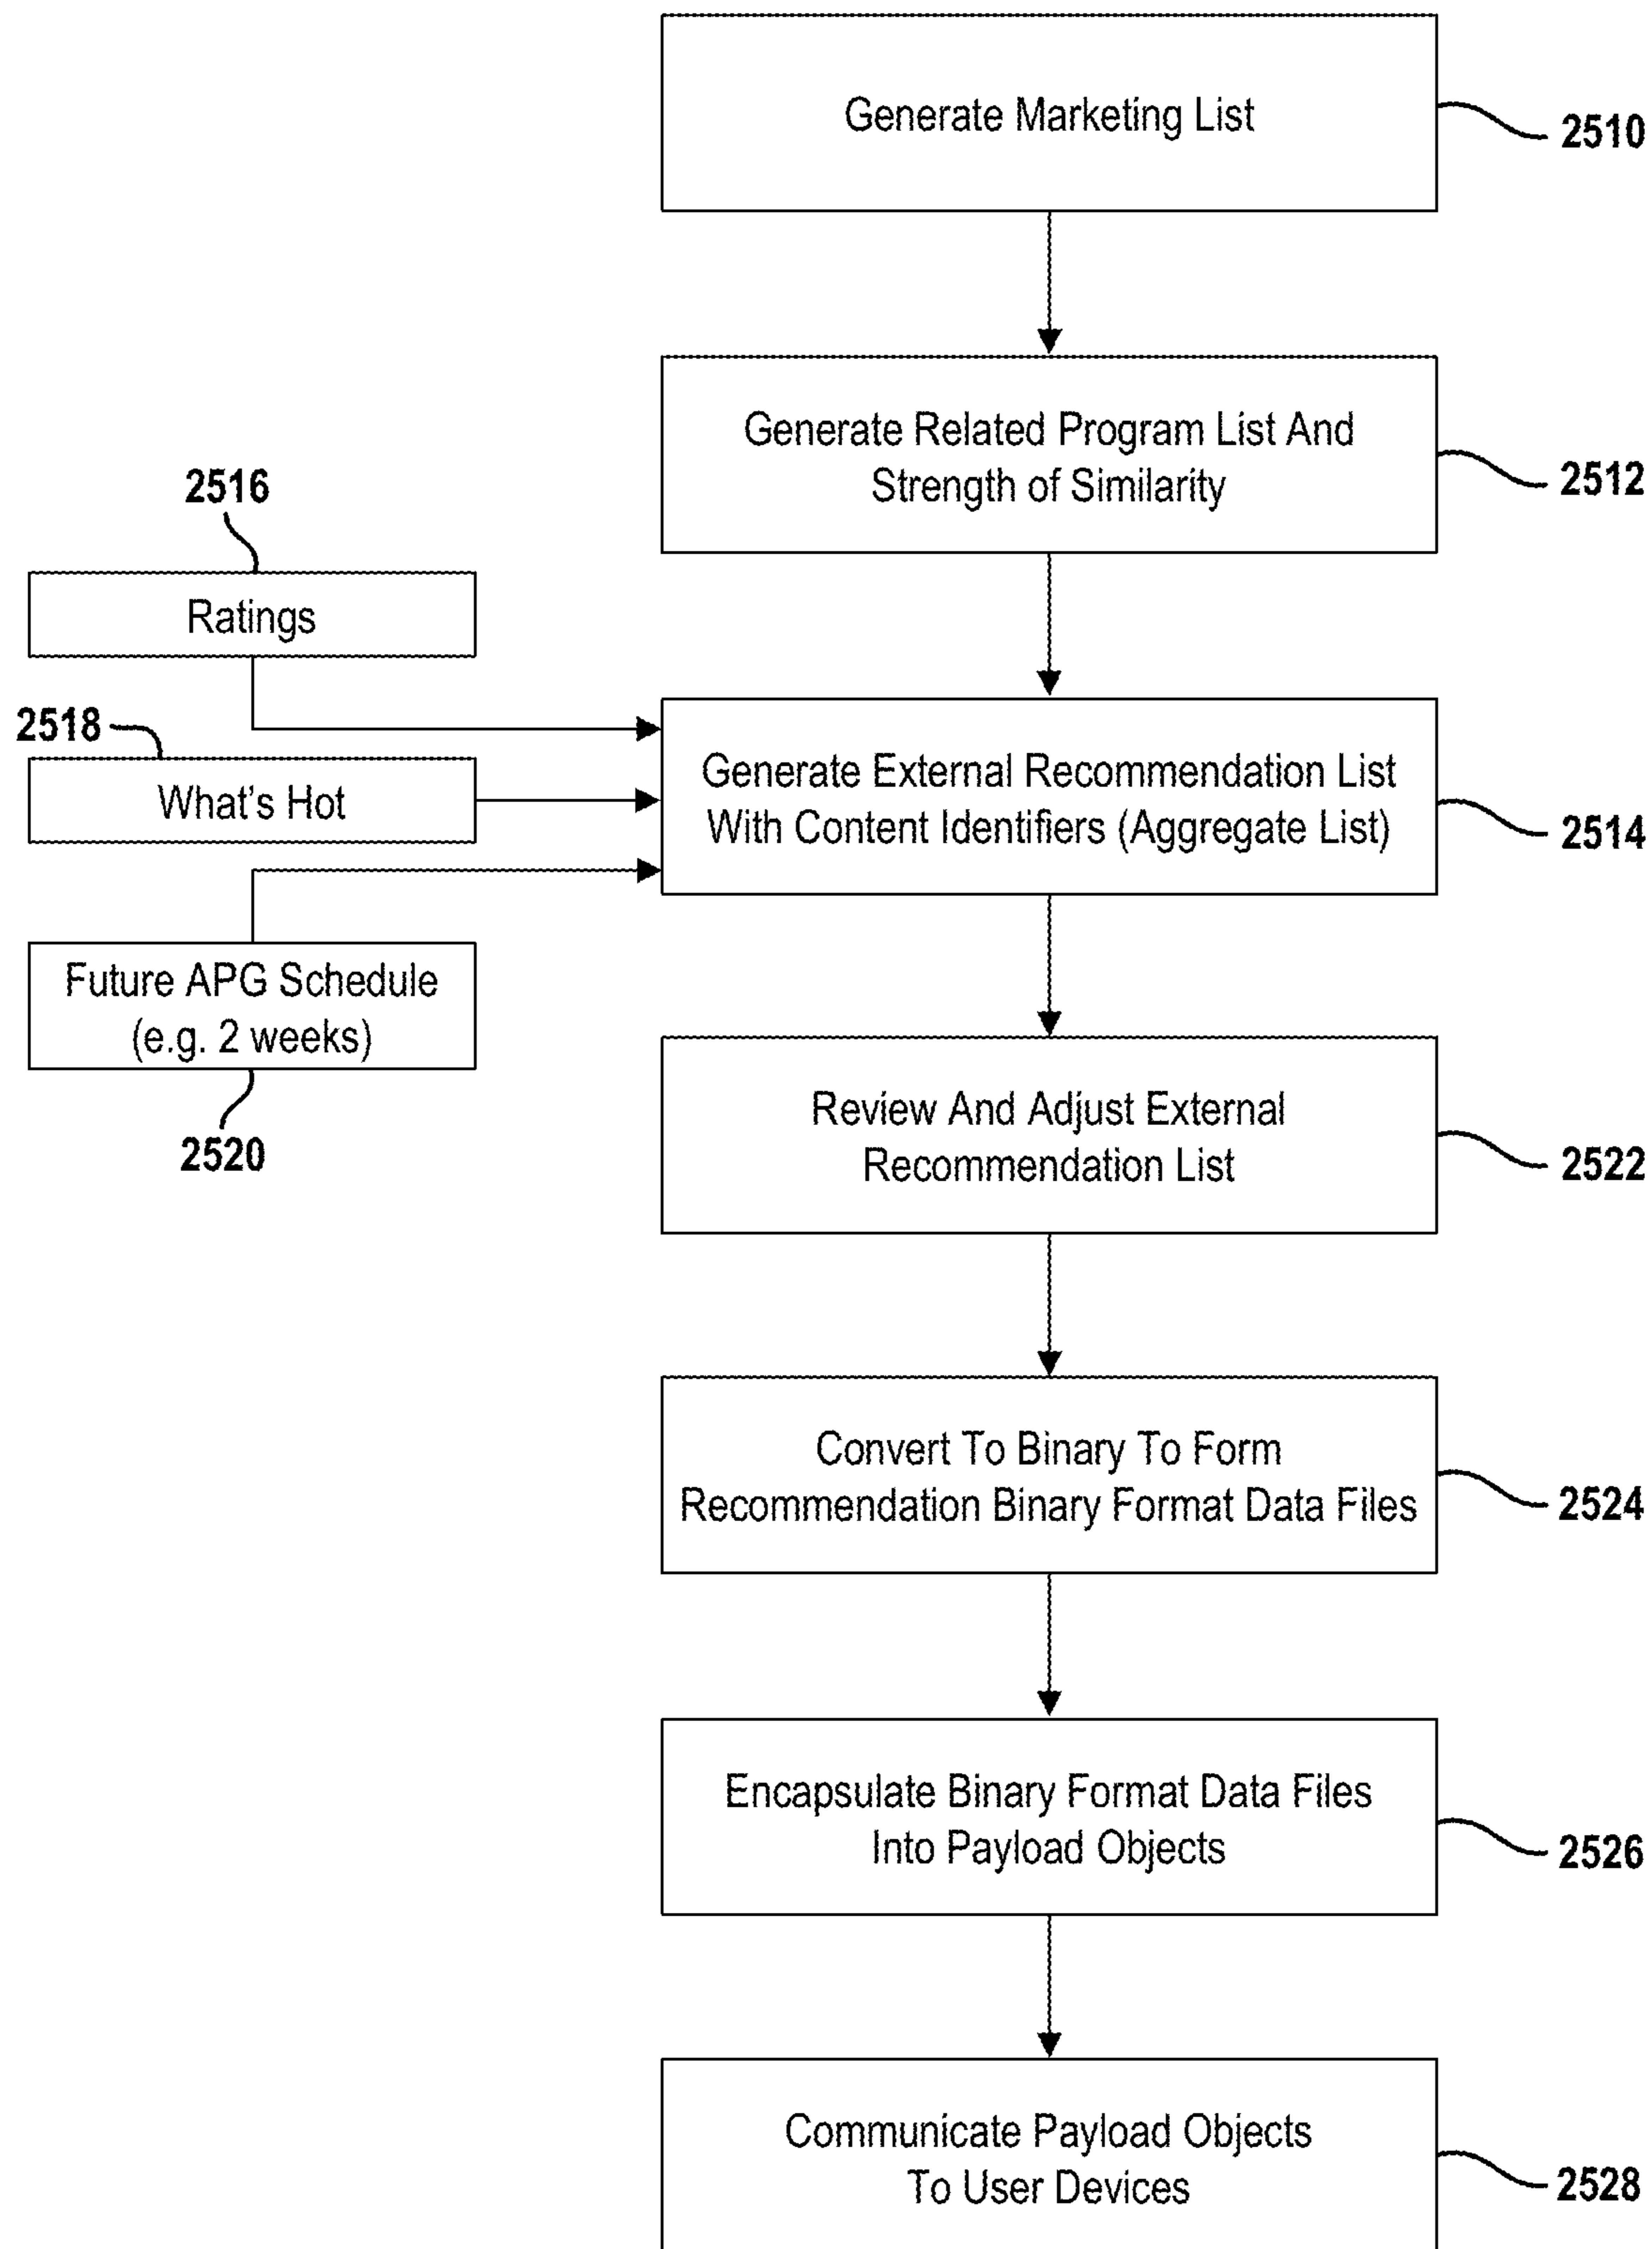 Generate Marketing List
2510
Generate Related Program List And
Strength of Similarity
2512
2516
Ratings
2518
What's Hot
Generate External Recommendation List
With Content Identifiers (Aggregate List)
2514
Future APG Schedule
(e.g. 2 weeks)
2520
Review And Adjust External
Recommendation List
2522
Convert To Binary To Form
Recommendation Binary Format Data Files
2524
Encapsulate Binary Format Data Files
Into Payload Objects
2526
Communicate Payload Objects
To User Devices
2528